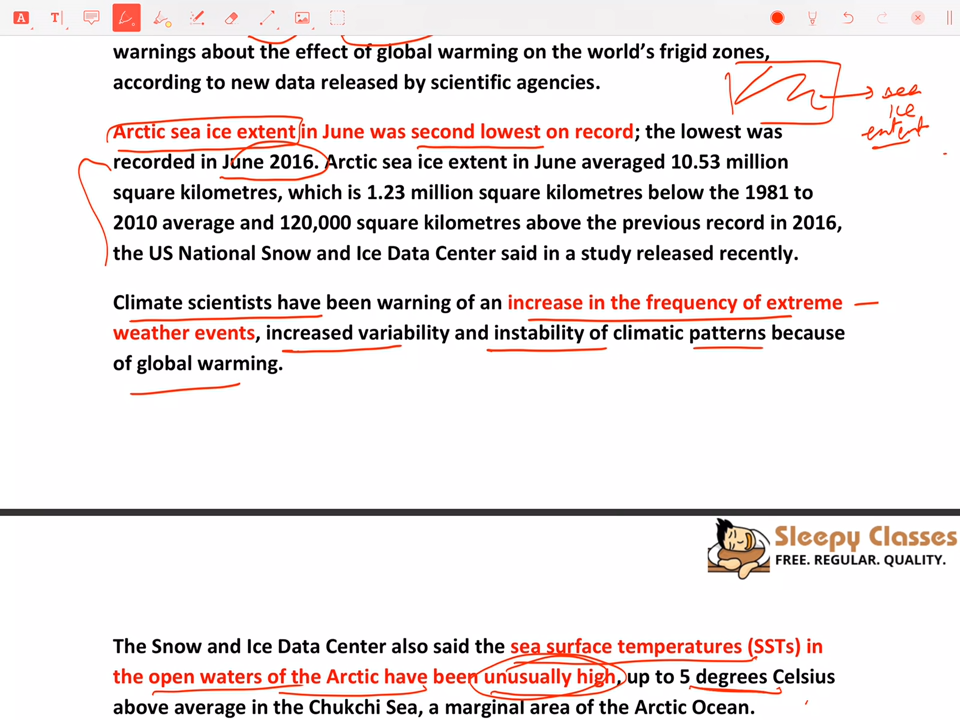 warnings about the effect of global warming on the world's frigid zones,
according to new data released by scientific agencies.
sea
ice
extent
Arctic sea ice extent in June was second lowest on record; the lowest was
recorded in June 2016. Arctic sea ice extent in June averaged 10.53 million
square kilometres, which is 1.23 million square kilometres below the 1981 to
2010 average and 120,000 square kilometres above the previous record in 2016,
the US National Snow and Ice Data Center said in a study released recently.
Climate scientists have been warning of an increase in the frequency of extreme
weather events, increased variability and instability of climatic patterns because
of global warming.
Sleepy Classes
FREE. REGULAR. QUALITY.
The Snow and Ice Data Center also said the sea surface temperatures (SSTs) in
the open waters of the Arctic have been unusually high, up to 5 degrees Celsius
above average in the Chukchi Sea, a marginal area of the Arctic Ocean.